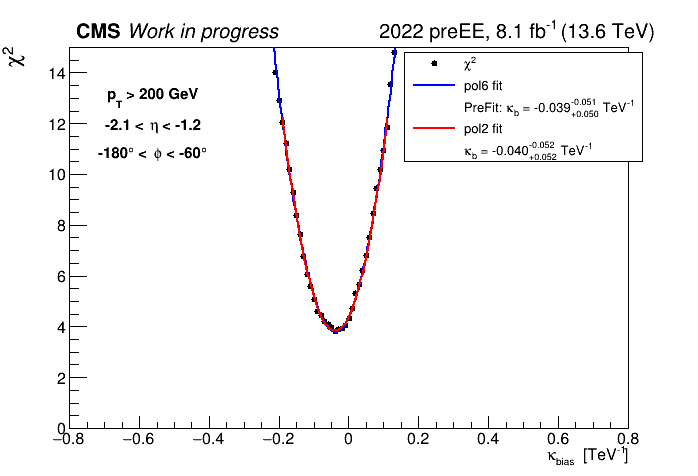 CMS Work in progress
2022 preEE, 8.1 fb⁻¹ (13.6 TeV)
χ²
14
12
10
8
6
4
2
0
p_T > 200 GeV
-2.1 < η < -1.2
-180° < ϕ < -60°
χ²
pol6 fit
PreFit: κ_b = -0.039 -0.051 +0.050 TeV⁻¹
pol2 fit
κ_b = -0.040 -0.052 +0.052 TeV⁻¹
−0.8 −0.6 −0.4 −0.2 0 0.2 0.4 0.6 0.8
κ_bias [TeV⁻¹]